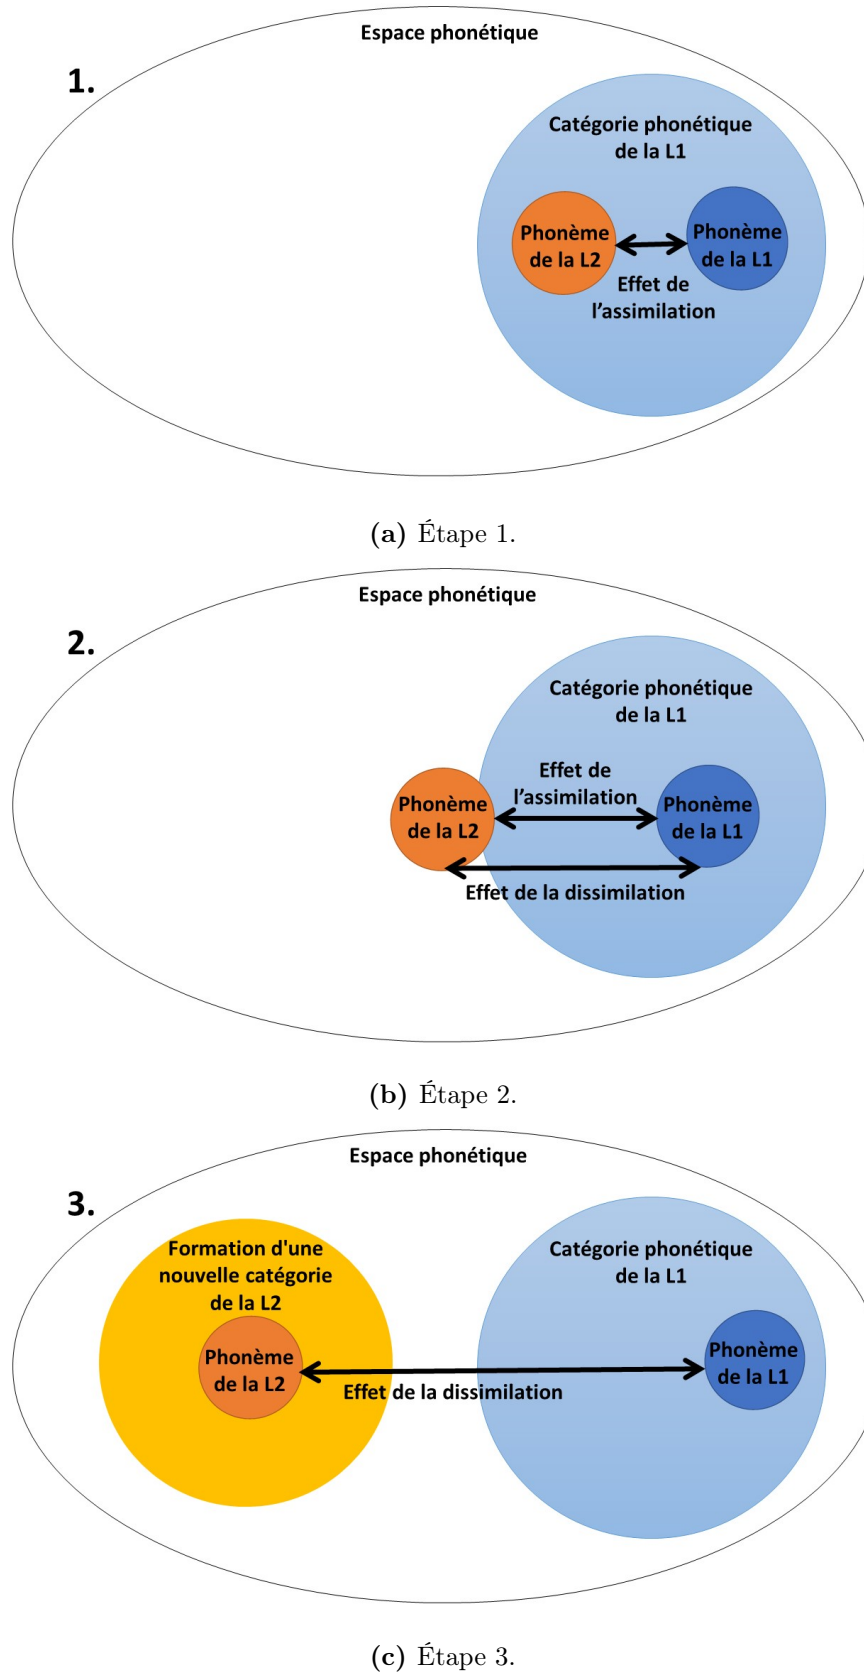 Espace phonétique
1.
Catégorie phonétique
de la L1
Phonème
de la L2
Phonème
de la L1
Effet de
l’assimilation
(a) Étape 1.
Espace phonétique
2.
Catégorie phonétique
de la L1
Effet de
l’assimilation
Phonème
de la L2
Phonème
de la L1
Effet de la dissimilation
(b) Étape 2.
Espace phonétique
3.
Formation d'une
nouvelle catégorie
de la L2
Catégorie phonétique
de la L1
Phonème
de la L2
Phonème
de la L1
Effet de la dissimilation
(c) Étape 3.